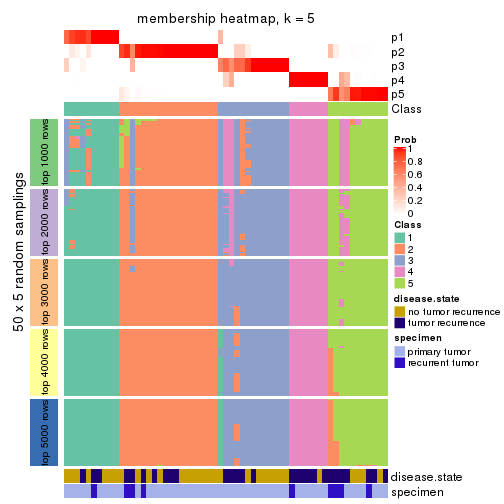 membership heatmap, k = 5
p1
p2
p3
p4
p5
Class
50 x 5 random samplings
top 1000 rows
top 2000 rows
top 3000 rows
top 4000 rows
top 5000 rows
Prob
1
0.8
0.6
0.4
0.2
0
Class
1
2
3
4
5
disease.state
no tumor recurrence
tumor recurrence
specimen
primary tumor
recurrent tumor
disease.state
specimen